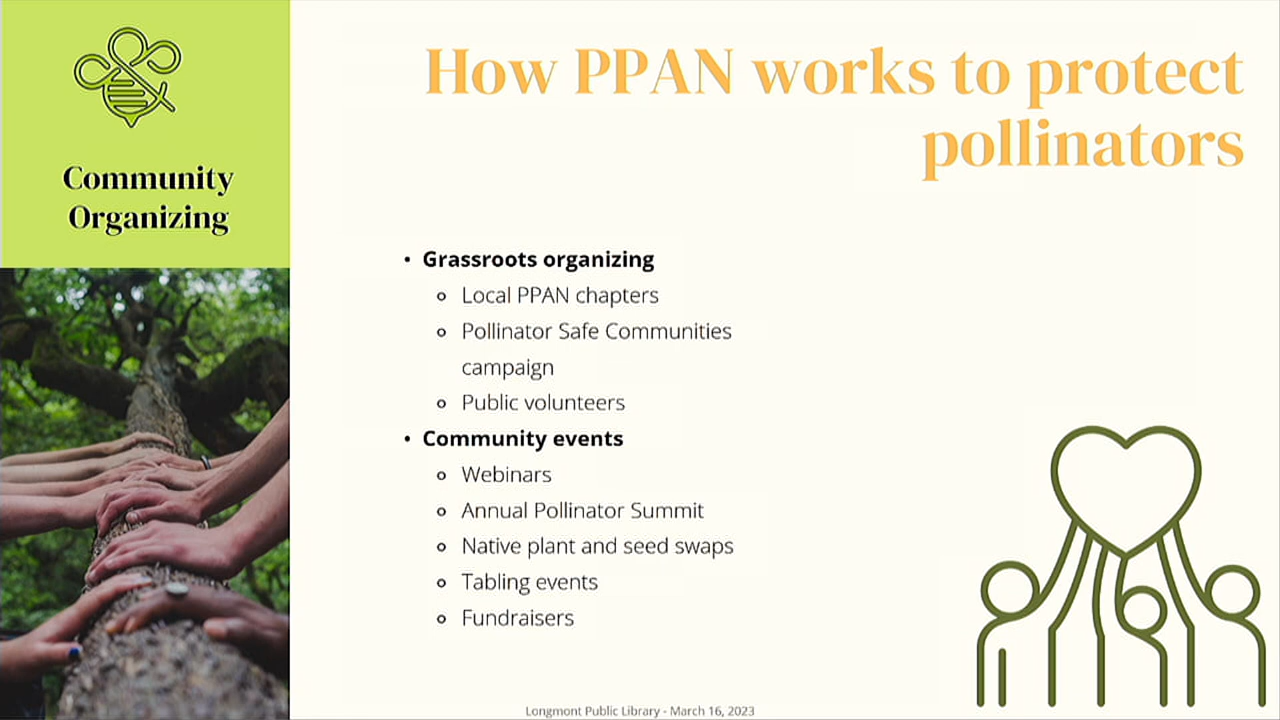 Community
Organizing
How PPAN works to protect
pollinators
• Grassroots organizing
Local PPAN chapters
Pollinator Safe Communities
campaign
Public volunteers
• Community events
Webinars
Annual Pollinator Summit
Native plant and seed swaps
Tabling events
Fundraisers
Longmont Public Library - March 16, 2023